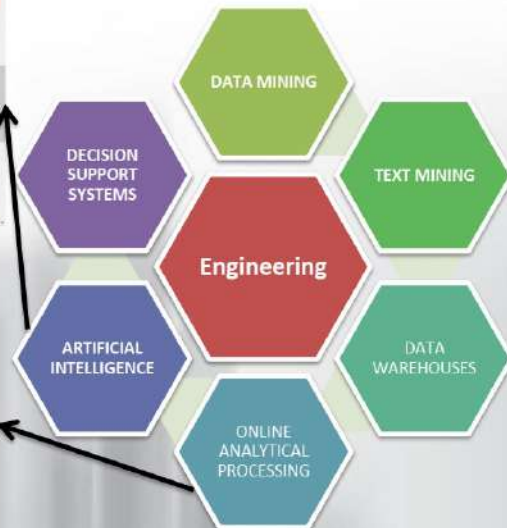 DATA MINING
DECISION
SUPPORT
SYSTEMS
TEXT MINING
Engineering
ARTIFICIAL
INTELLIGENCE
DATA
WAREHOUSES
ONLINE
ANALYTICAL
PROCESSING